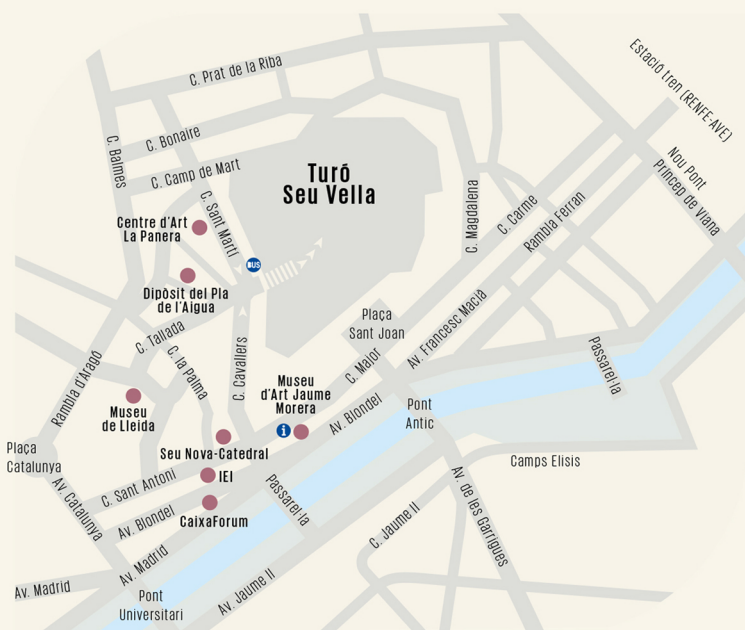 Estació tren (RENFE-AVE)
C. Prat de la Riba
C. Bonaire
C. Balmes
C. Camp de Mart
Turó
Seu Vella
Nou Pont
Príncep de Viana
C. Sant Martí
C. Magdalena
C. Carme
Rambla Ferran
Centre d'Art
La Panera
BUS
Dipòsit del Pla
de l'Aigua
Plaça
Sant Joan
Av. Francesc Macià
C. Tallada
C. la Palma
C. Cavallers
C. Major
Passarel·la
Rambla d'Aragó
Museu
d'Art Jaume
Morera
Museu
de Lleida
i
Av. Blondel
Pont
Antic
Plaça
Catalunya
Seu Nova-Catedral
IEI
C. Sant Antoni
Camps Elisis
Av. Catalunya
Passarel·la
Av. de les Garrigues
Av. Blondel
CaixaForum
C. Jaume II
Av. Madrid
Av. Madrid
Pont
Universitari
Av. Jaume II